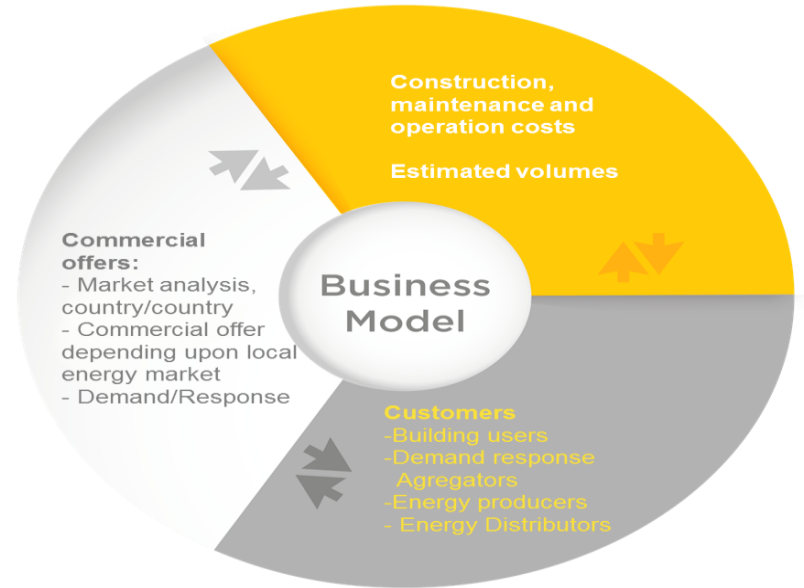 Construction,
maintenance and
operation costs
Estimated volumes
Commercial
offers:
- Market analysis,
country/country
- Commercial offer
depending upon local
energy market
- Demand/Response
Business
Model
Customers
-Building users
-Demand response
Agregators
-Energy producers
- Energy Distributors